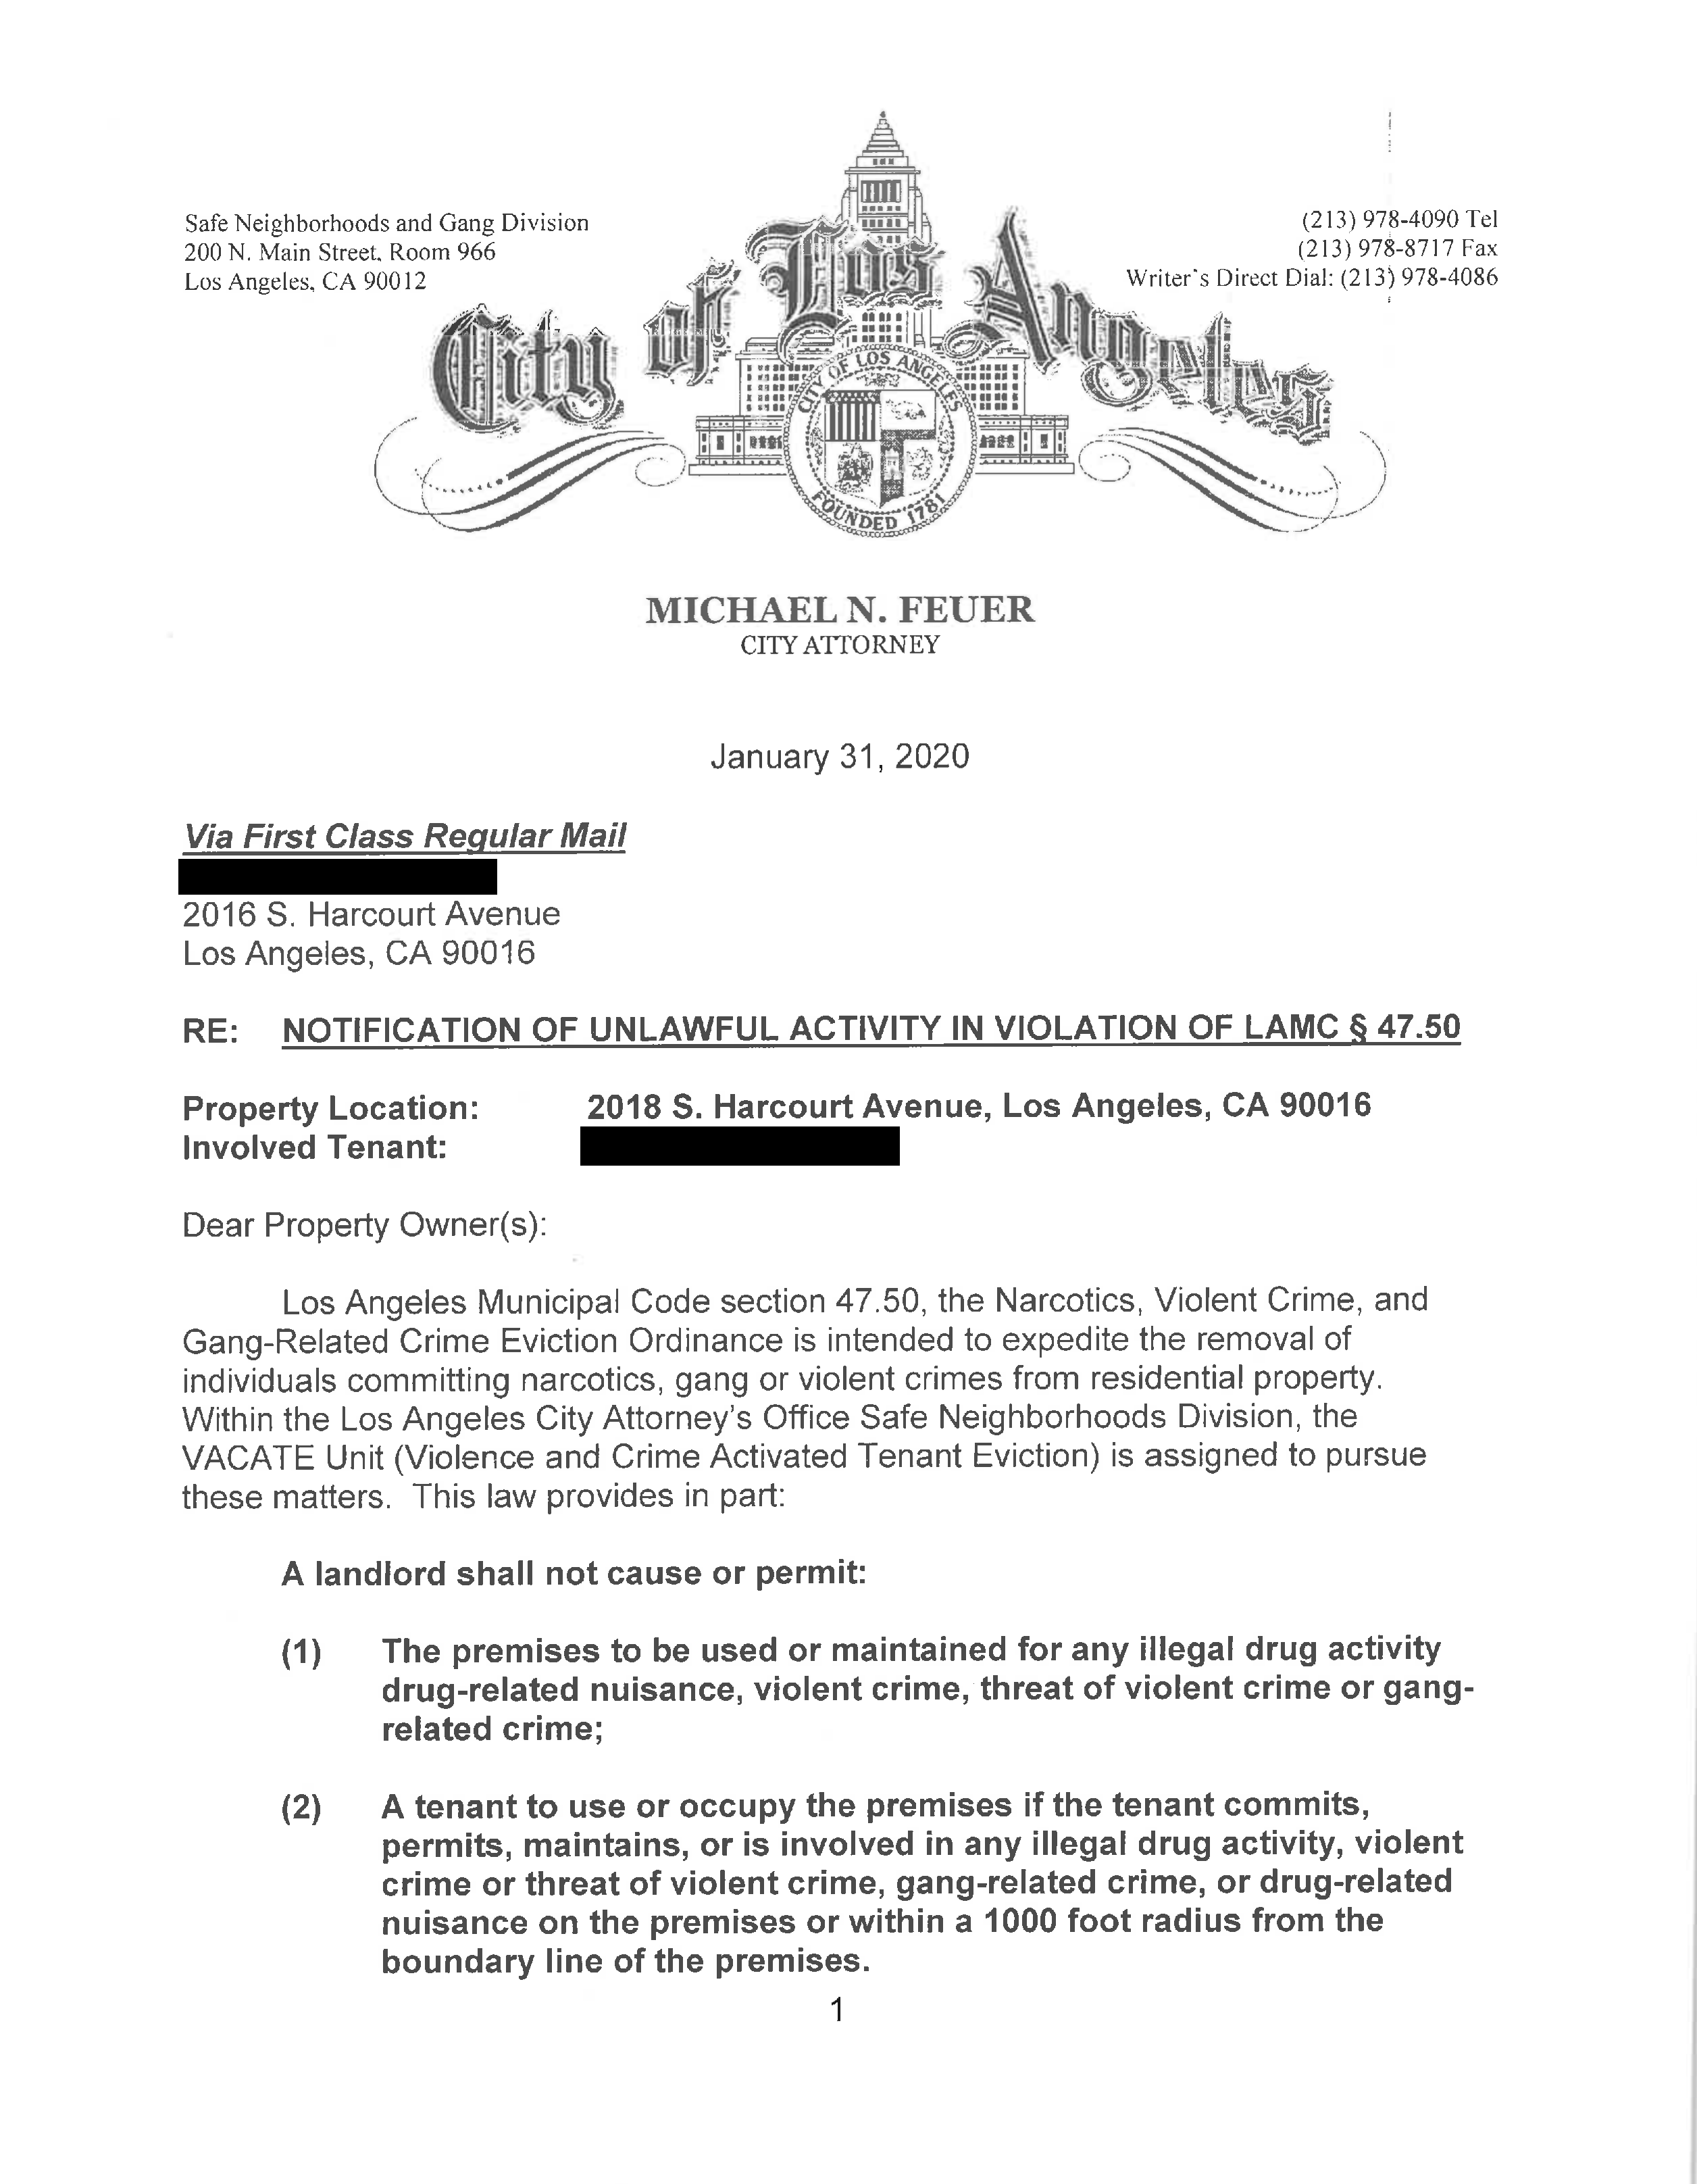 Safe Neighborhoods and Gang Division
200 N. Main Street, Room 966
Los Angeles, CA 90012
(213) 978-4090 Tel
(213) 978-8717 Fax
Writer's Direct Dial: (213) 978-4086
City of Los Angeles
CITY OF LOS ANGELES
FOUNDED 1781
MICHAEL N. FEUER
CITY ATTORNEY
January 31, 2020
Via First Class Regular Mail
2016 S. Harcourt Avenue
Los Angeles, CA 90016
RE: NOTIFICATION OF UNLAWFUL ACTIVITY IN VIOLATION OF LAMC § 47.50
Property Location: 2018 S. Harcourt Avenue, Los Angeles, CA 90016
Involved Tenant:
Dear Property Owner(s):
Los Angeles Municipal Code section 47.50, the Narcotics, Violent Crime, and
Gang-Related Crime Eviction Ordinance is intended to expedite the removal of
individuals committing narcotics, gang or violent crimes from residential property.
Within the Los Angeles City Attorney's Office Safe Neighborhoods Division, the
VACATE Unit (Violence and Crime Activated Tenant Eviction) is assigned to pursue
these matters. This law provides in part:
A landlord shall not cause or permit:
(1) The premises to be used or maintained for any illegal drug activity
drug-related nuisance, violent crime, threat of violent crime or gang-
related crime;
(2) A tenant to use or occupy the premises if the tenant commits,
permits, maintains, or is involved in any illegal drug activity, violent
crime or threat of violent crime, gang-related crime, or drug-related
nuisance on the premises or within a 1000 foot radius from the
boundary line of the premises.
1